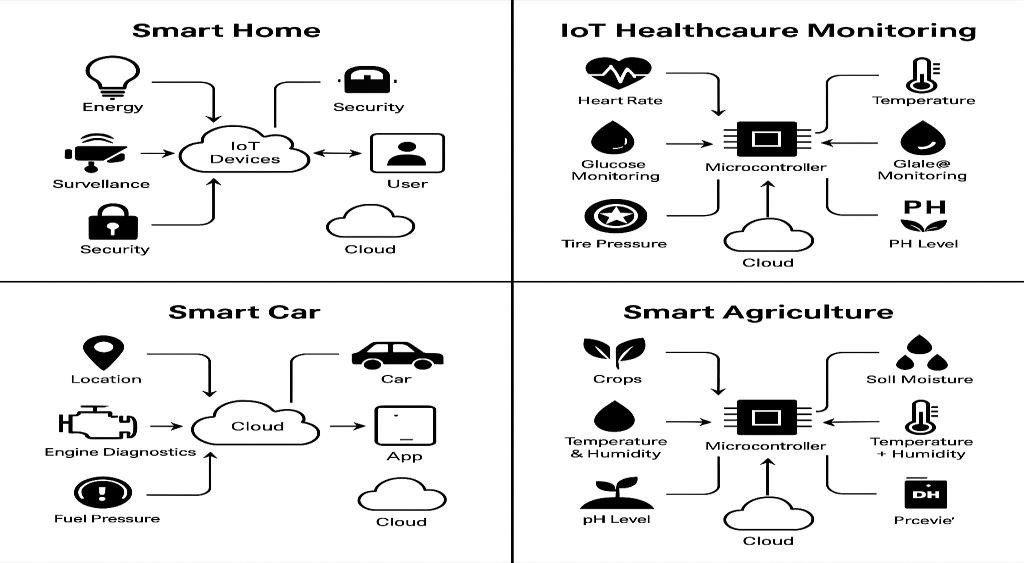 Smart Home
Energy
Security
IoT
Devices
Survellance
User
Security
Cloud
IoT Healthcaure Monitoring
Heart Rate
Temperature
Glucose
Monitoring
Microcontroller
Glale@
Monitoring
Tire Pressure
PH
PH Level
Cloud
Smart Car
Location
Car
Cloud
Engine Diagnostics
App
Fuel Pressure
Cloud
Smart Agriculture
Crops
Soll Moisture
Temperature
& Humidity
Microcontroller
Temperature
+ Humidity
pH Level
DH
Prcevie'
Cloud